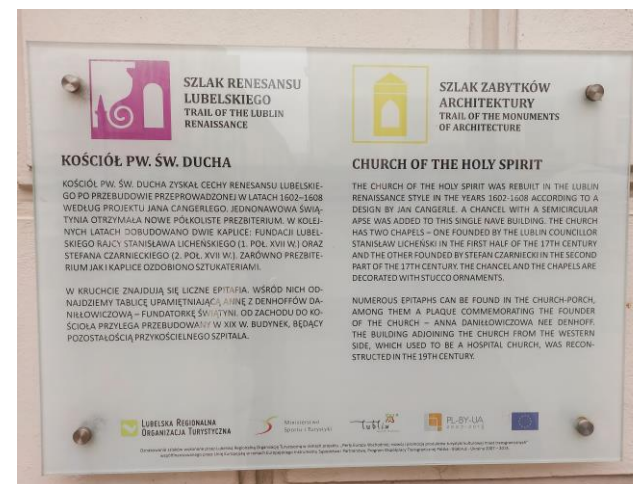 SZLAK RENESANSU
LUBELSKIEGO
TRAIL OF THE LUBLIN
RENAISSANCE
KOŚCIÓŁ PW. ŚW. DUCHA
KOŚCIÓŁ PW. ŚW. DUCHA ZYSKAŁ CECHY RENESANSU LUBELSKIE-
GO PO PRZEBUDOWIE PRZEPROWADZONEJ W LATACH 1602–1608
WEDŁUG PROJEKTU JANA CANGERLEGO. JEDNONAWOWA ŚWIĄ-
TYNIA OTRZYMAŁA NOWE PÓŁKOLISTE PREZBITERIUM. W KOLEJ-
NYCH LATACH DOBUDOWANO DWIE KAPLICE: FUNDACJI LUBEL-
SKIEGO RAJCY STANISŁAWA LICHEŃSKIEGO (1. POŁ. XVII W.) ORAZ
STEFANA CZARNIECKIEGO (2. POŁ. XVII W.). ZARÓWNO PREZBITE-
RIUM JAK I KAPLICE OZDOBIONO SZTUKATERIAMI.
W KRUCHCIE ZNAJDUJĄ SIĘ LICZNE EPITAFIA. WŚRÓD NICH OD-
NAJDZIEMY TABLICĘ UPAMIĘTNIAJĄCĄ ANNĘ Z DENHOFFÓW DA-
NIŁŁOWICZOWĄ – FUNDATORKĘ ŚWIĄTYNI. OD ZACHODU DO KO-
ŚCIOŁA PRZYLEGA PRZEBUDOWANY W XIX W. BUDYNEK, BĘDĄCY
POZOSTAŁOŚCIĄ PRZYKOŚCIELNEGO SZPITALA.
SZLAK ZABYTKÓW
ARCHITEKTURY
TRAIL OF THE MONUMENTS
OF ARCHITECTURE
CHURCH OF THE HOLY SPIRIT
THE CHURCH OF THE HOLY SPIRIT WAS REBUILT IN THE LUBLIN
RENAISSANCE STYLE IN THE YEARS 1602-1608 ACCORDING TO A
DESIGN BY JAN CANGERLE. A CHANCEL WITH A SEMICIRCULAR
APSE WAS ADDED TO THIS SINGLE NAVE BUILDING. THE CHURCH
HAS TWO CHAPELS – ONE FOUNDED BY THE LUBLIN COUNCILLOR
STANISŁAW LICHEŃSKI IN THE FIRST HALF OF THE 17TH CENTURY
AND THE OTHER FOUNDED BY STEFAN CZARNIECKI IN THE SECOND
PART OF THE 17TH CENTURY. THE CHANCEL AND THE CHAPELS ARE
DECORATED WITH STUCCO ORNAMENTS.
NUMEROUS EPITAPHS CAN BE FOUND IN THE CHURCH-PORCH,
AMONG THEM A PLAQUE COMMEMORATING THE FOUNDER
OF THE CHURCH – ANNA DANIŁŁOWICZOWA NEE DENHOFF.
THE BUILDING ADJOINING THE CHURCH FROM THE WESTERN
SIDE, WHICH USED TO BE A HOSPITAL CHURCH, WAS RECON-
STRUCTED IN THE 19TH CENTURY.
LUBELSKA REGIONALNA
ORGANIZACJA TURYSTYCZNA
Ministerstwo
Sportu i Turystyki
Lublin
PL-BY-UA
2007-2013